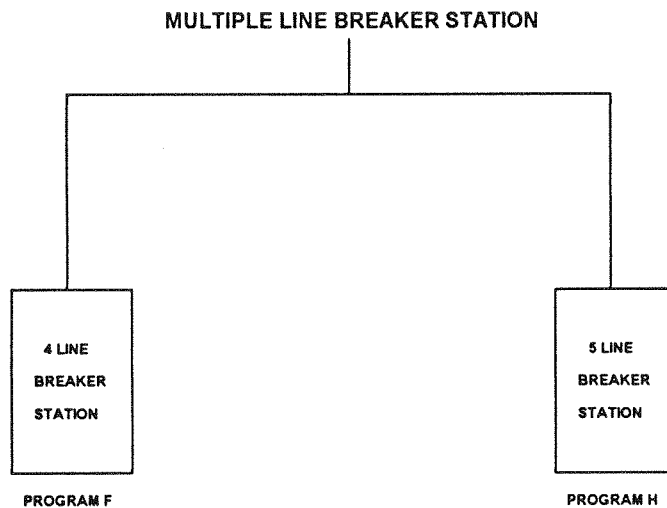 MULTIPLE LINE BREAKER STATION
4 LINE
BREAKER
STATION
PROGRAM F
5 LINE
BREAKER
STATION
PROGRAM H